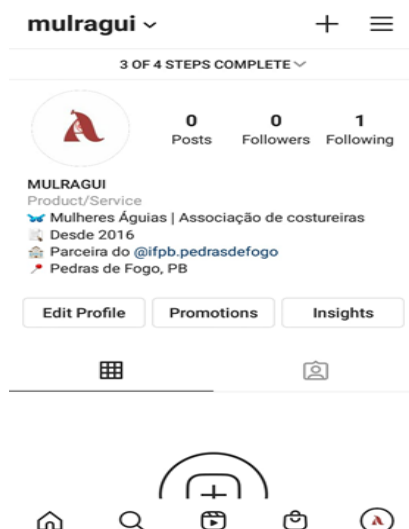 mulragui
3 OF 4 STEPS COMPLETE
0 0 1
Posts Followers Following
MULRAGUI
Product/Service
Mulheres Águias | Associação de costureiras
Desde 2016
Parceira do @ifpb.pedrasdefogo
Pedras de Fogo, PB
Edit Profile Promotions Insights